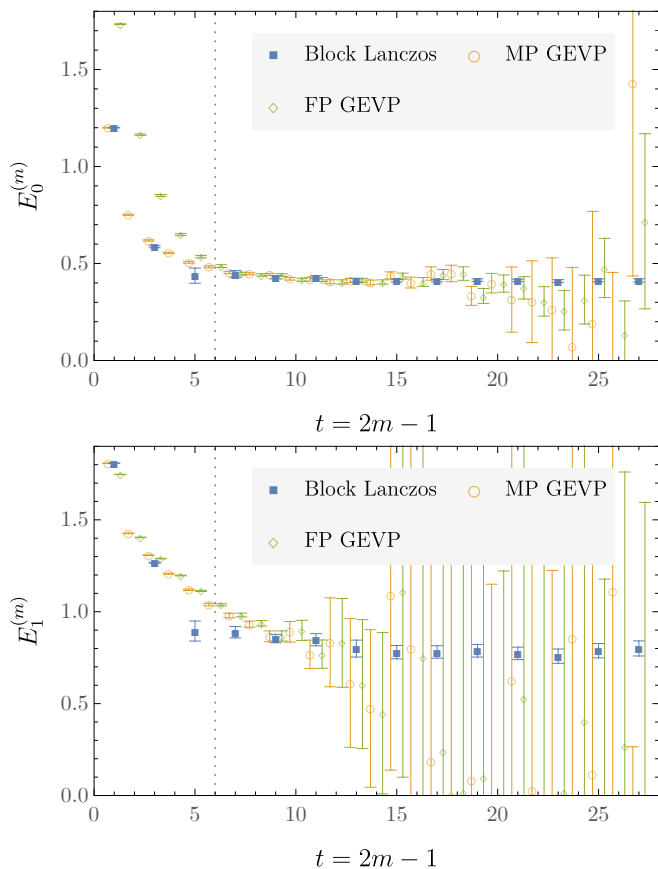 1.5
1.0
0.5
0.0
E_0^{(m)}
Block Lanczos
MP GEVP
FP GEVP
0 5 10 15 20 25
t = 2m − 1
1.5
1.0
0.5
0.0
E_1^{(m)}
Block Lanczos
MP GEVP
FP GEVP
0 5 10 15 20 25
t = 2m − 1